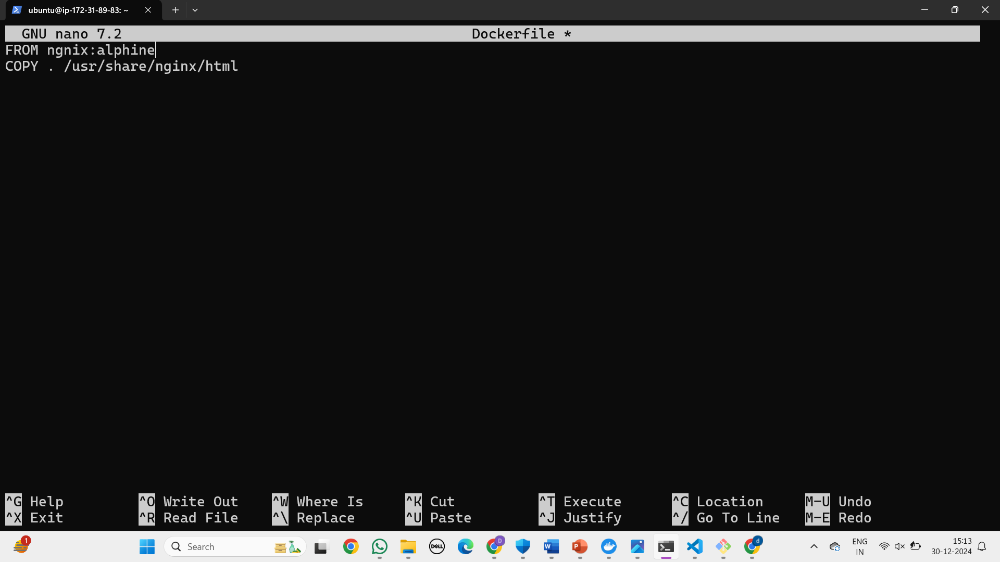 ubuntu@ip-172-31-89-83: ~
GNU nano 7.2 Dockerfile *
FROM ngnix:alphine
COPY . /usr/share/nginx/html
^G Help ^O Write Out ^W Where Is ^K Cut ^T Execute ^C Location M-U Undo
^X Exit ^R Read File ^\ Replace ^U Paste ^J Justify ^/ Go To Line M-E Redo
1
Search
DELL
D
W
P
d
ENG
IN
15:13
30-12-2024